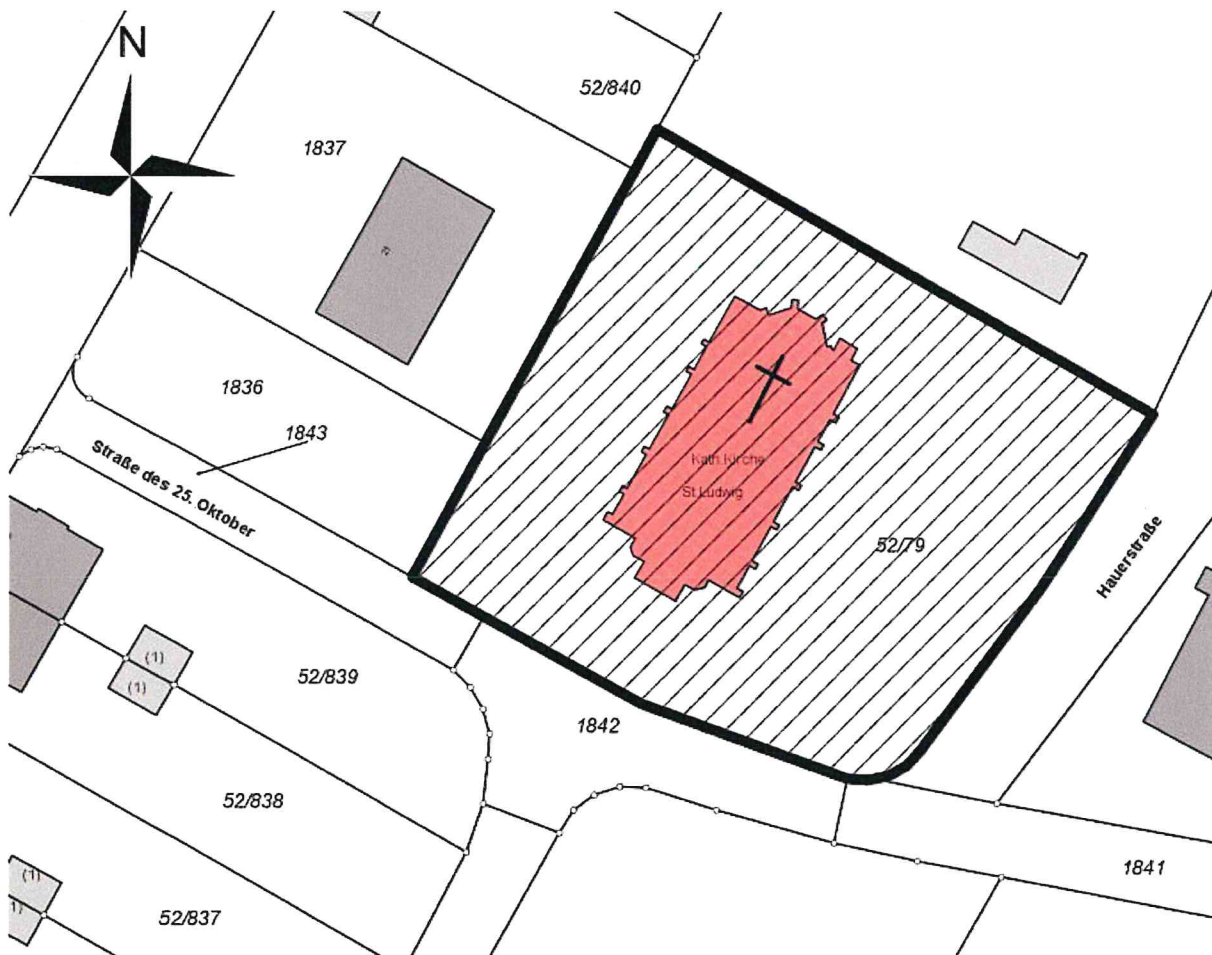 N
52/840
1837
1836
1843
Straße des 25. Oktober
Kath. Kirche
St. Ludwig
52/79
Hauerstraße
(1)
(1)
52/839
1842
52/838
1841
(1)
52/837